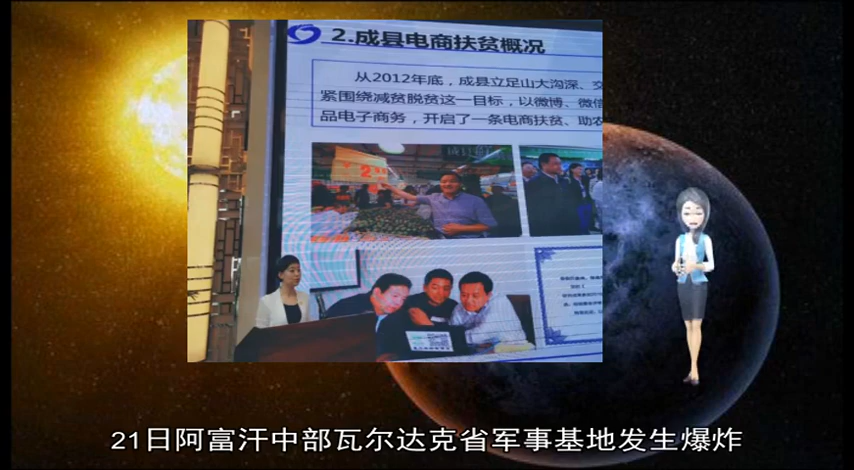 2.成县电商扶贫概况
从2012年底，成县立足山大沟深、交
紧围绕减贫脱贫这一目标，以微博、微信
品电子商务，开启了一条电商扶贫、助农
21日阿富汗中部瓦尔达克省军事基地发生爆炸